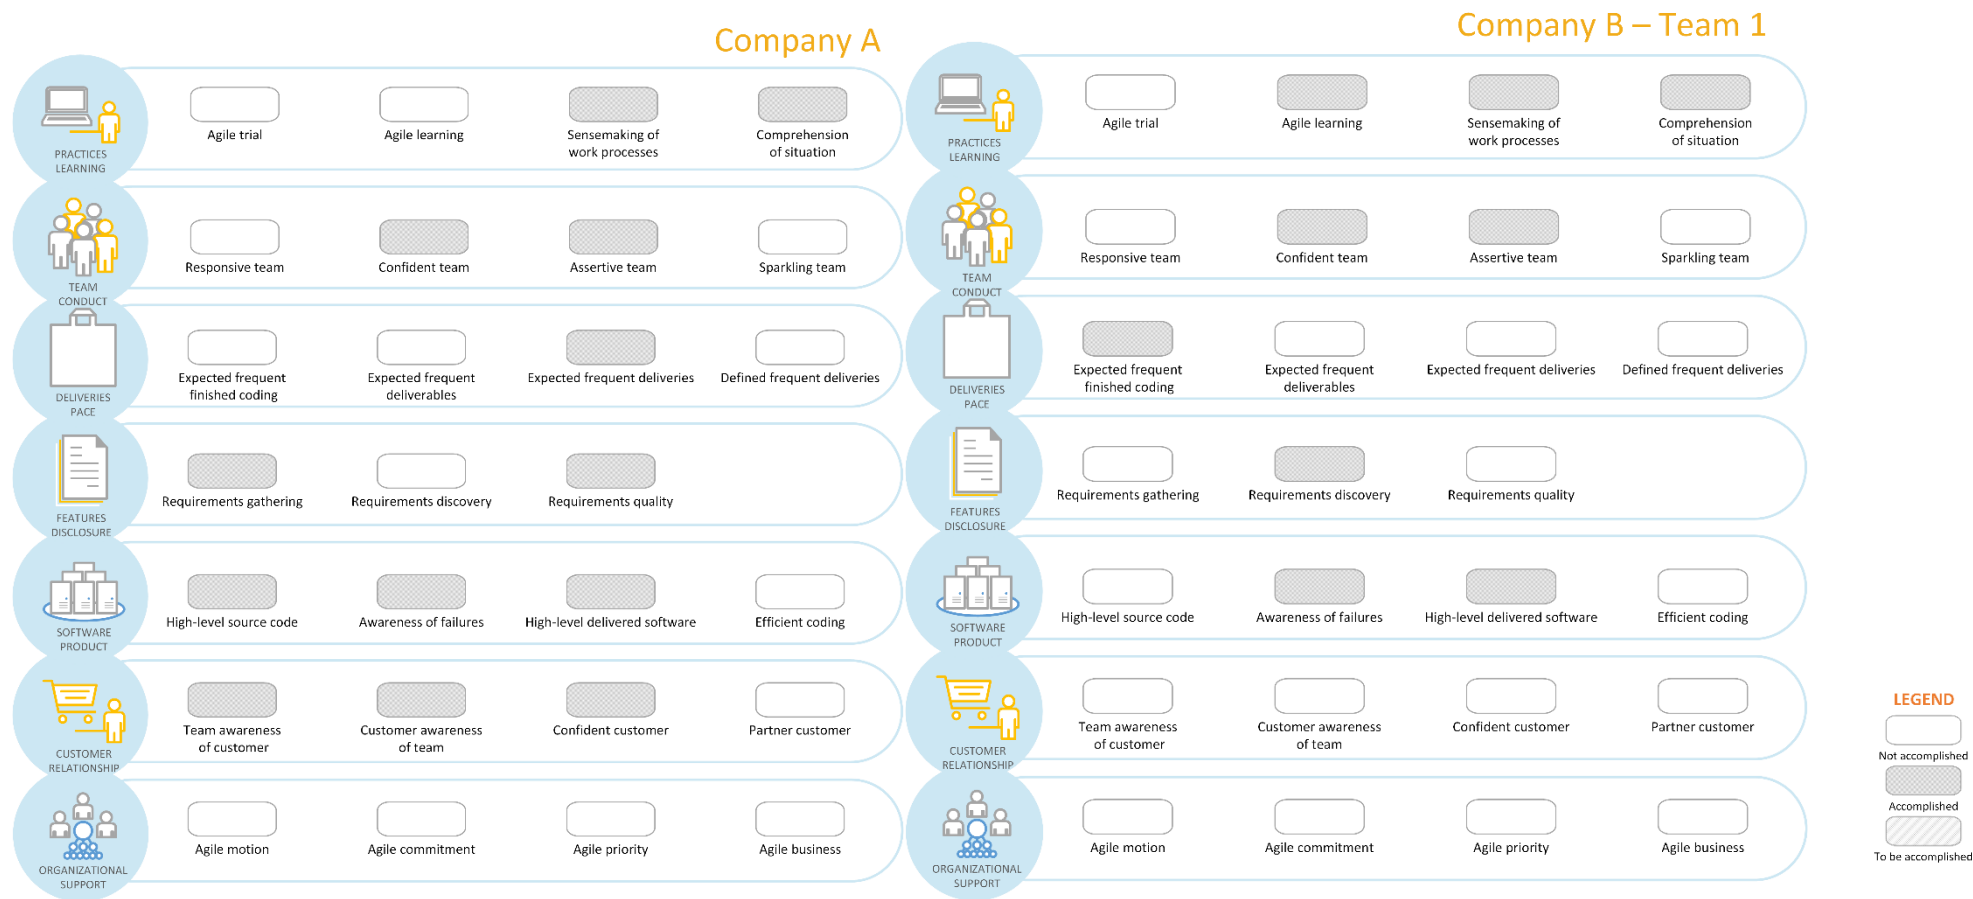 Company A
PRACTICES
LEARNING
Agile trial
Agile learning
Sensemaking of
work processes
Comprehension
of situation
TEAM
CONDUCT
Responsive team
Confident team
Assertive team
Sparkling team
DELIVERIES
PACE
Expected frequent
finished coding
Expected frequent
deliverables
Expected frequent deliveries
Defined frequent deliveries
FEATURES
DISCLOSURE
Requirements gathering
Requirements discovery
Requirements quality
SOFTWARE
PRODUCT
High-level source code
Awareness of failures
High-level delivered software
Efficient coding
CUSTOMER
RELATIONSHIP
Team awareness
of customer
Customer awareness
of team
Confident customer
Partner customer
ORGANIZATIONAL
SUPPORT
Agile motion
Agile commitment
Agile priority
Agile business
Company B – Team 1
PRACTICES
LEARNING
Agile trial
Agile learning
Sensemaking of
work processes
Comprehension
of situation
TEAM
CONDUCT
Responsive team
Confident team
Assertive team
Sparkling team
DELIVERIES
PACE
Expected frequent
finished coding
Expected frequent
deliverables
Expected frequent deliveries
Defined frequent deliveries
FEATURES
DISCLOSURE
Requirements gathering
Requirements discovery
Requirements quality
SOFTWARE
PRODUCT
High-level source code
Awareness of failures
High-level delivered software
Efficient coding
CUSTOMER
RELATIONSHIP
Team awareness
of customer
Customer awareness
of team
Confident customer
Partner customer
ORGANIZATIONAL
SUPPORT
Agile motion
Agile commitment
Agile priority
Agile business
LEGEND
Not accomplished
Accomplished
To be accomplished